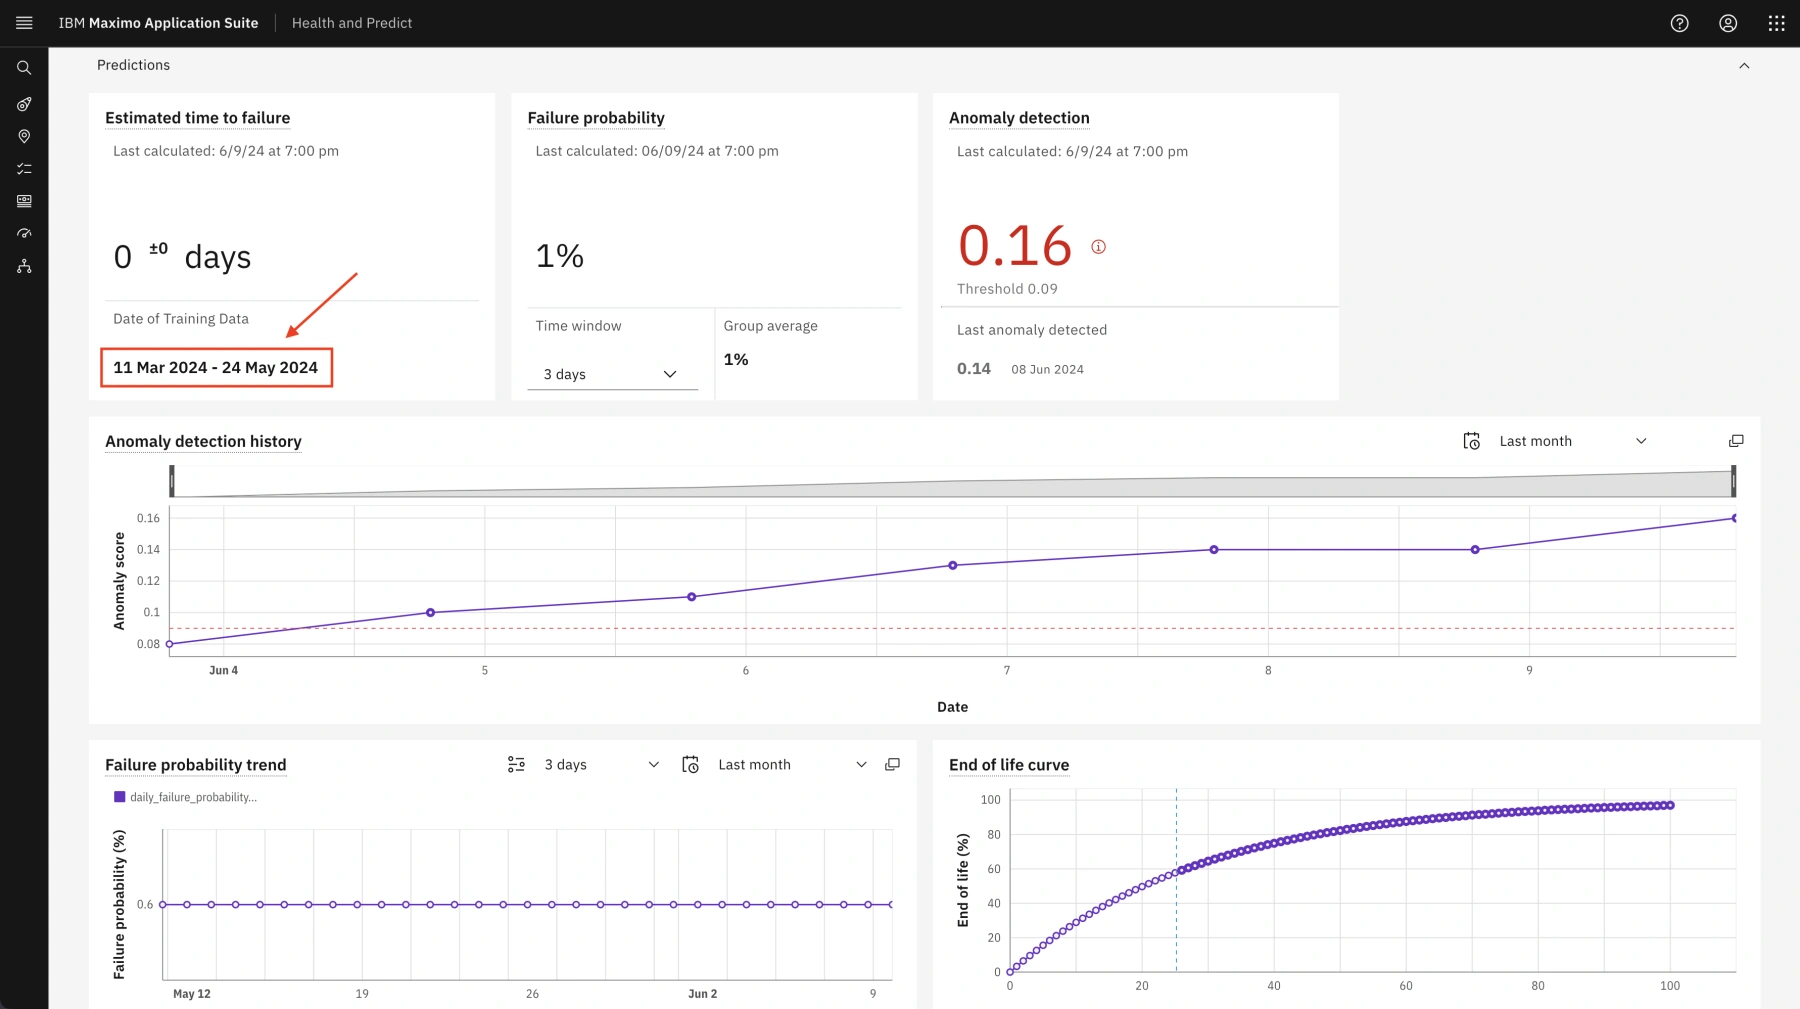 IBM Maximo Application Suite Health and Predict
Predictions
Estimated time to failure
Last calculated: 6/9/24 at 7:00 pm
0 ±0 days
Date of Training Data
11 Mar 2024 - 24 May 2024
Failure probability
Last calculated: 06/09/24 at 7:00 pm
1%
Time window
3 days
Group average
1%
Anomaly detection
Last calculated: 6/9/24 at 7:00 pm
0.16
Threshold 0.09
Last anomaly detected
0.14 08 Jun 2024
Anomaly detection history
Last month
Anomaly score
0.16
0.14
0.12
0.1
0.08
Jun 4 5 6 7 8 9
Date
Failure probability trend
3 days
Last month
daily_failure_probability...
Failure probability (%)
0.6
May 12 19 26 Jun 2 9
End of life curve
End of life (%)
100
80
60
40
20
0
0 20 40 60 80 100